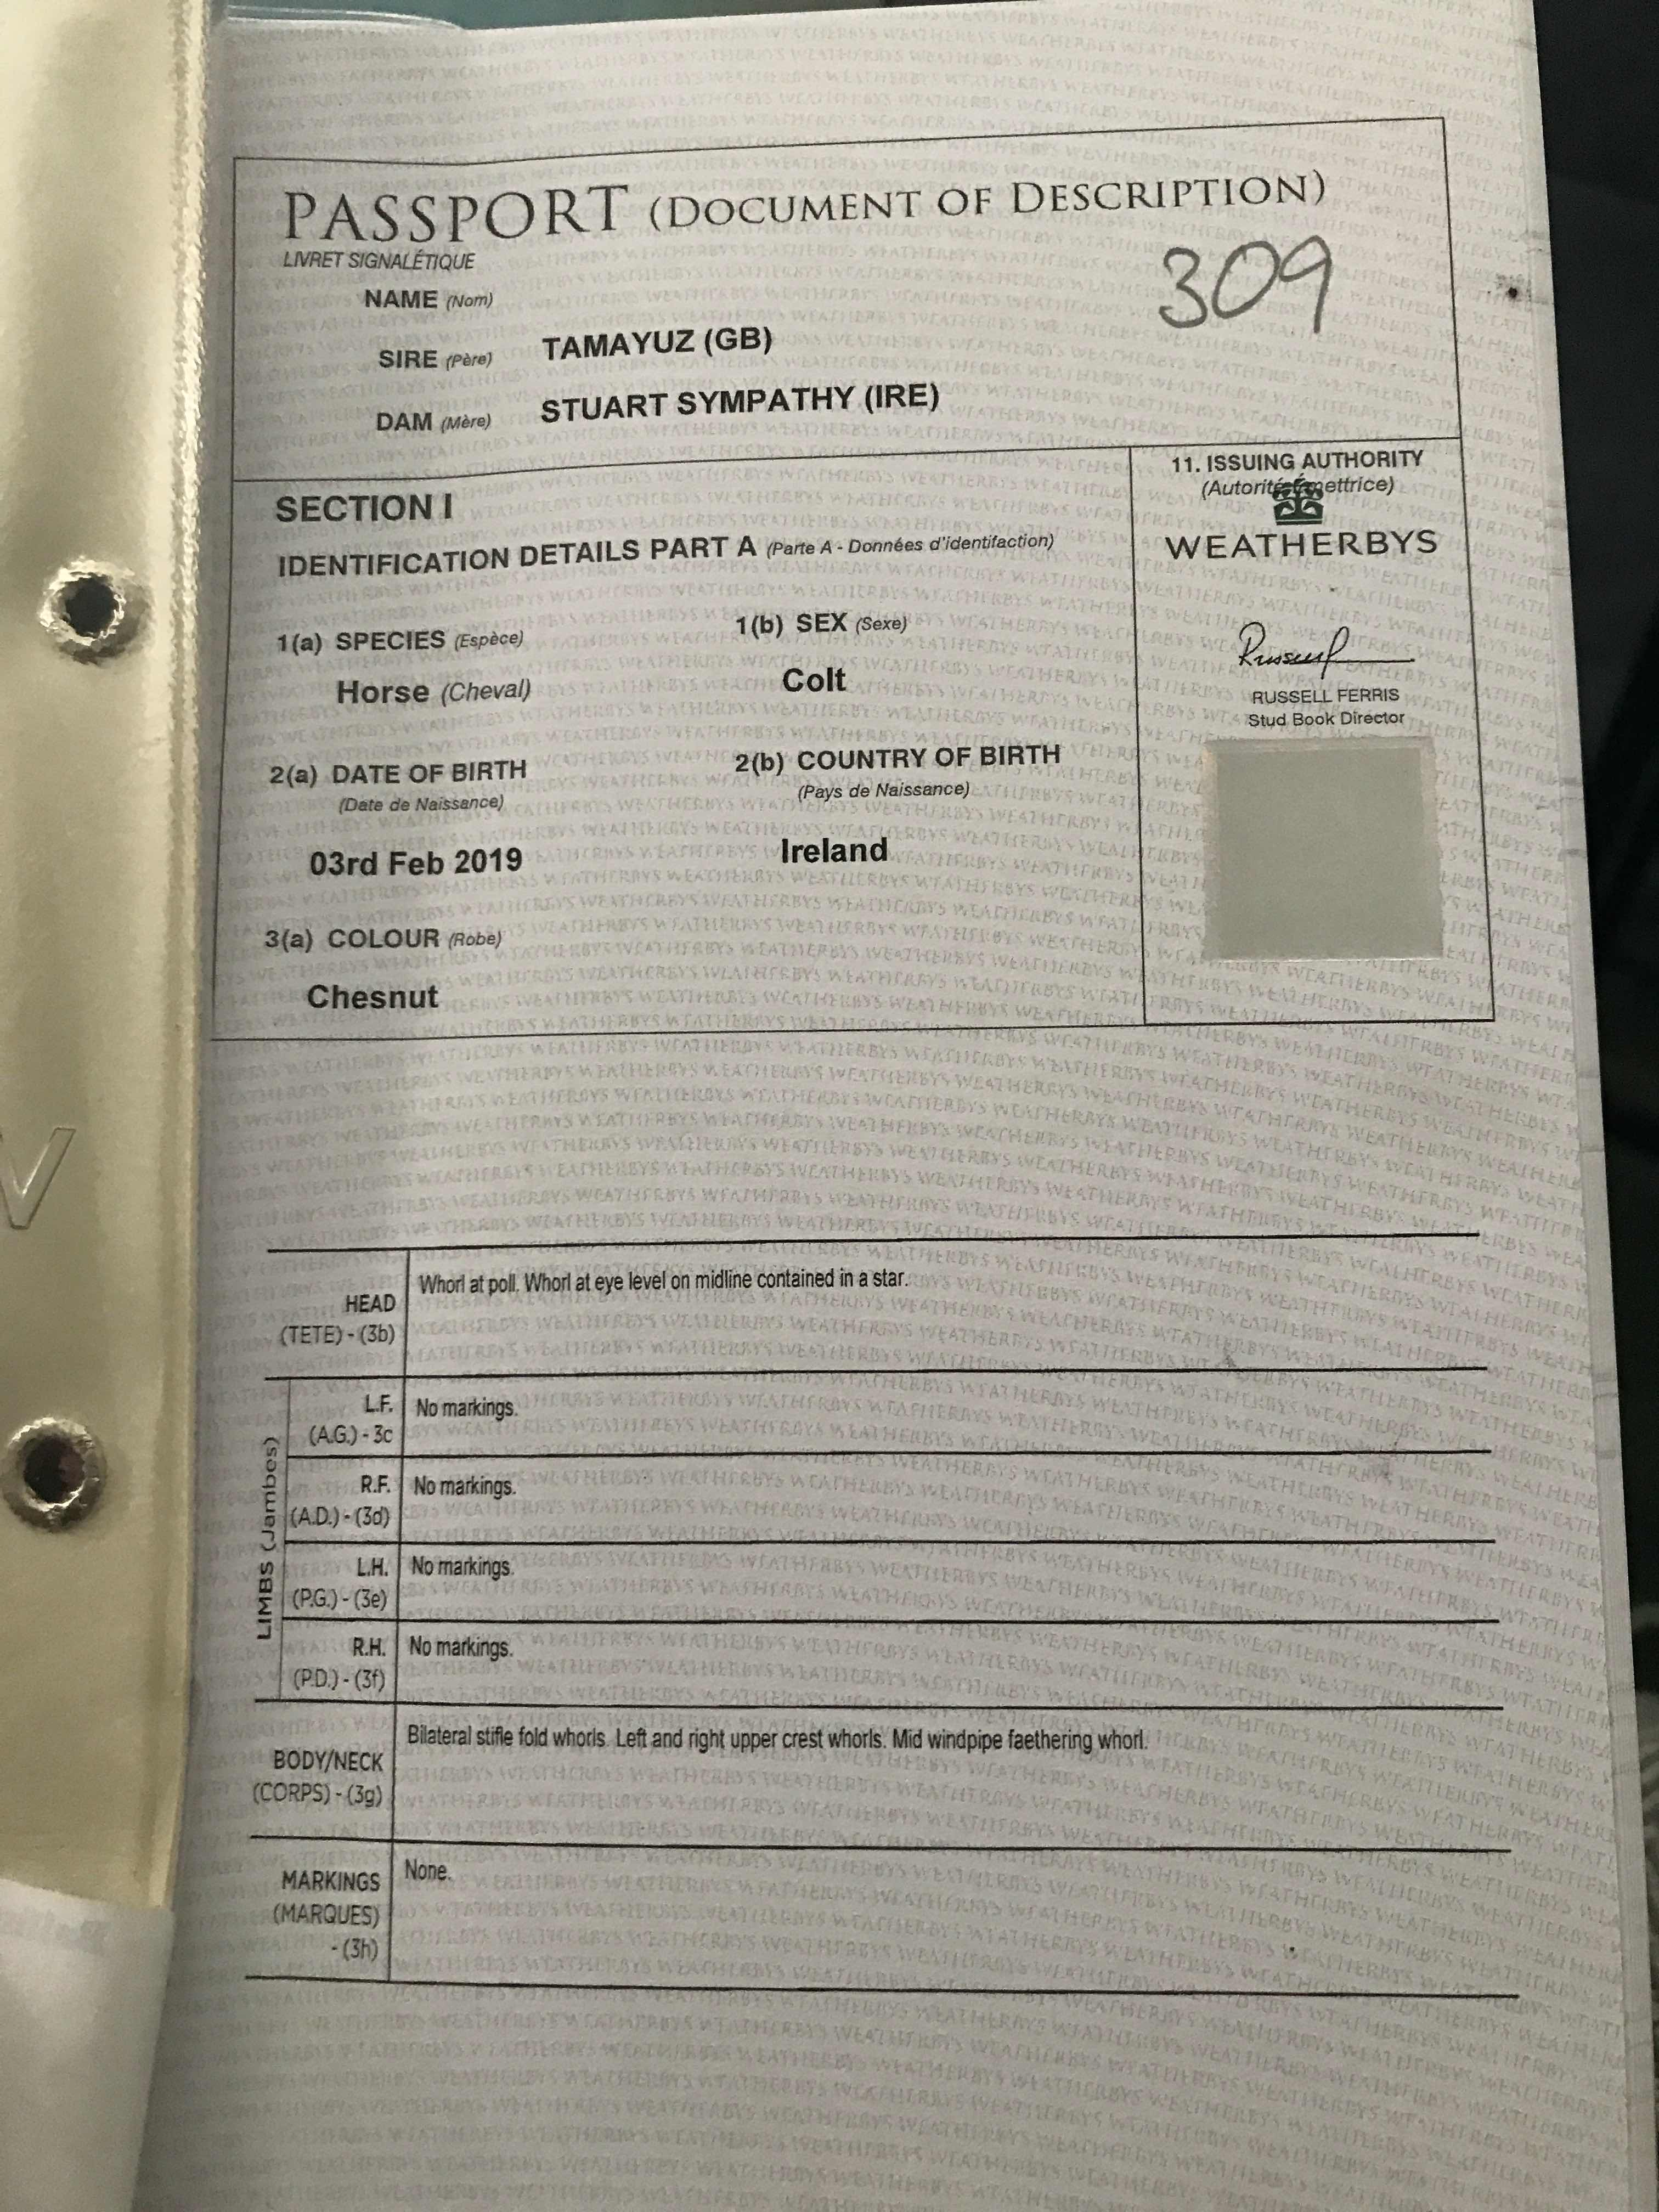 PASSPORT (DOCUMENT OF DESCRIPTION)
LIVRET SIGNALÉTIQUE
309
NAME (Nom)
SIRE (Père) TAMAYUZ (GB)
DAM (Mère) STUART SYMPATHY (IRE)
SECTION I
IDENTIFICATION DETAILS PART A (Parte A - Données d'identifaction)
1(a) SPECIES (Espèce)
Horse (Cheval)
1(b) SEX (Sexe)
Colt
2(a) DATE OF BIRTH
(Date de Naissance)
03rd Feb 2019
2(b) COUNTRY OF BIRTH
(Pays de Naissance)
Ireland
3(a) COLOUR (Robe)
Chesnut
11. ISSUING AUTHORITY
WEATHERBYS
RUSSELL FERRIS
Stud Book Director
HEAD
(TETE) - (3b)
Whorl at poll. Whorl at eye level on midline contained in a star.
LIMBS (Jambes)
L.F.
(A.G.) - 3c
No markings.
R.F.
(A.D.) - (3d)
No markings.
L.H.
(P.G.) - (3e)
No markings.
R.H.
(P.D.) - (3f)
No markings.
BODY/NECK
(CORPS) - (3g)
Bilateral stifle fold whorls. Left and right upper crest whorls. Mid windpipe faethering whorl.
MARKINGS
(MARQUES)
- (3h)
None.